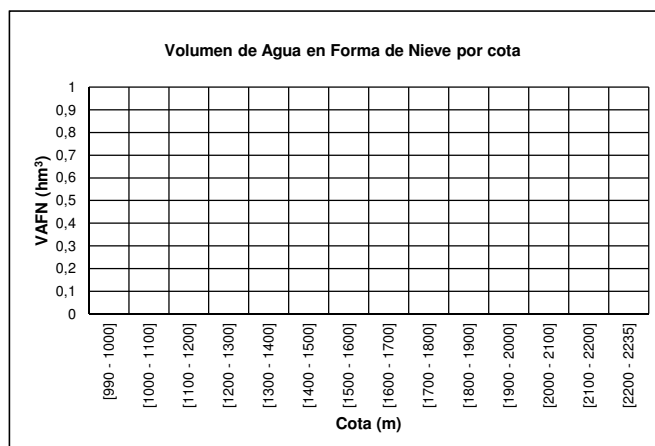 Volumen de Agua en Forma de Nieve por cota
VAFN (hm³)
1
0,9
0,8
0,7
0,6
0,5
0,4
0,3
0,2
0,1
0
[990 - 1000]
[1000 - 1100]
[1100 - 1200]
[1200 - 1300]
[1300 - 1400]
[1400 - 1500]
[1500 - 1600]
[1600 - 1700]
[1700 - 1800]
[1800 - 1900]
[1900 - 2000]
[2000 - 2100]
[2100 - 2200]
[2200 - 2235]
Cota (m)